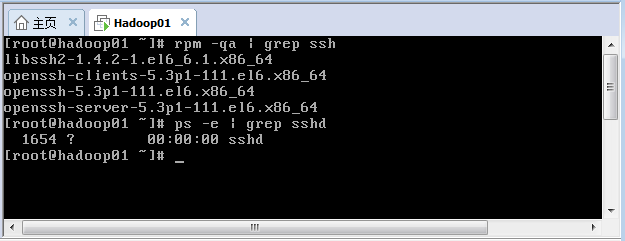 主页
Hadoop01
[root@hadoop01 ~]# rpm -qa | grep ssh
libssh2-1.4.2-1.el6_6.1.x86_64
openssh-clients-5.3p1-111.el6.x86_64
openssh-5.3p1-111.el6.x86_64
openssh-server-5.3p1-111.el6.x86_64
[root@hadoop01 ~]# ps -e | grep sshd
  1654 ?        00:00:00 sshd
[root@hadoop01 ~]# _